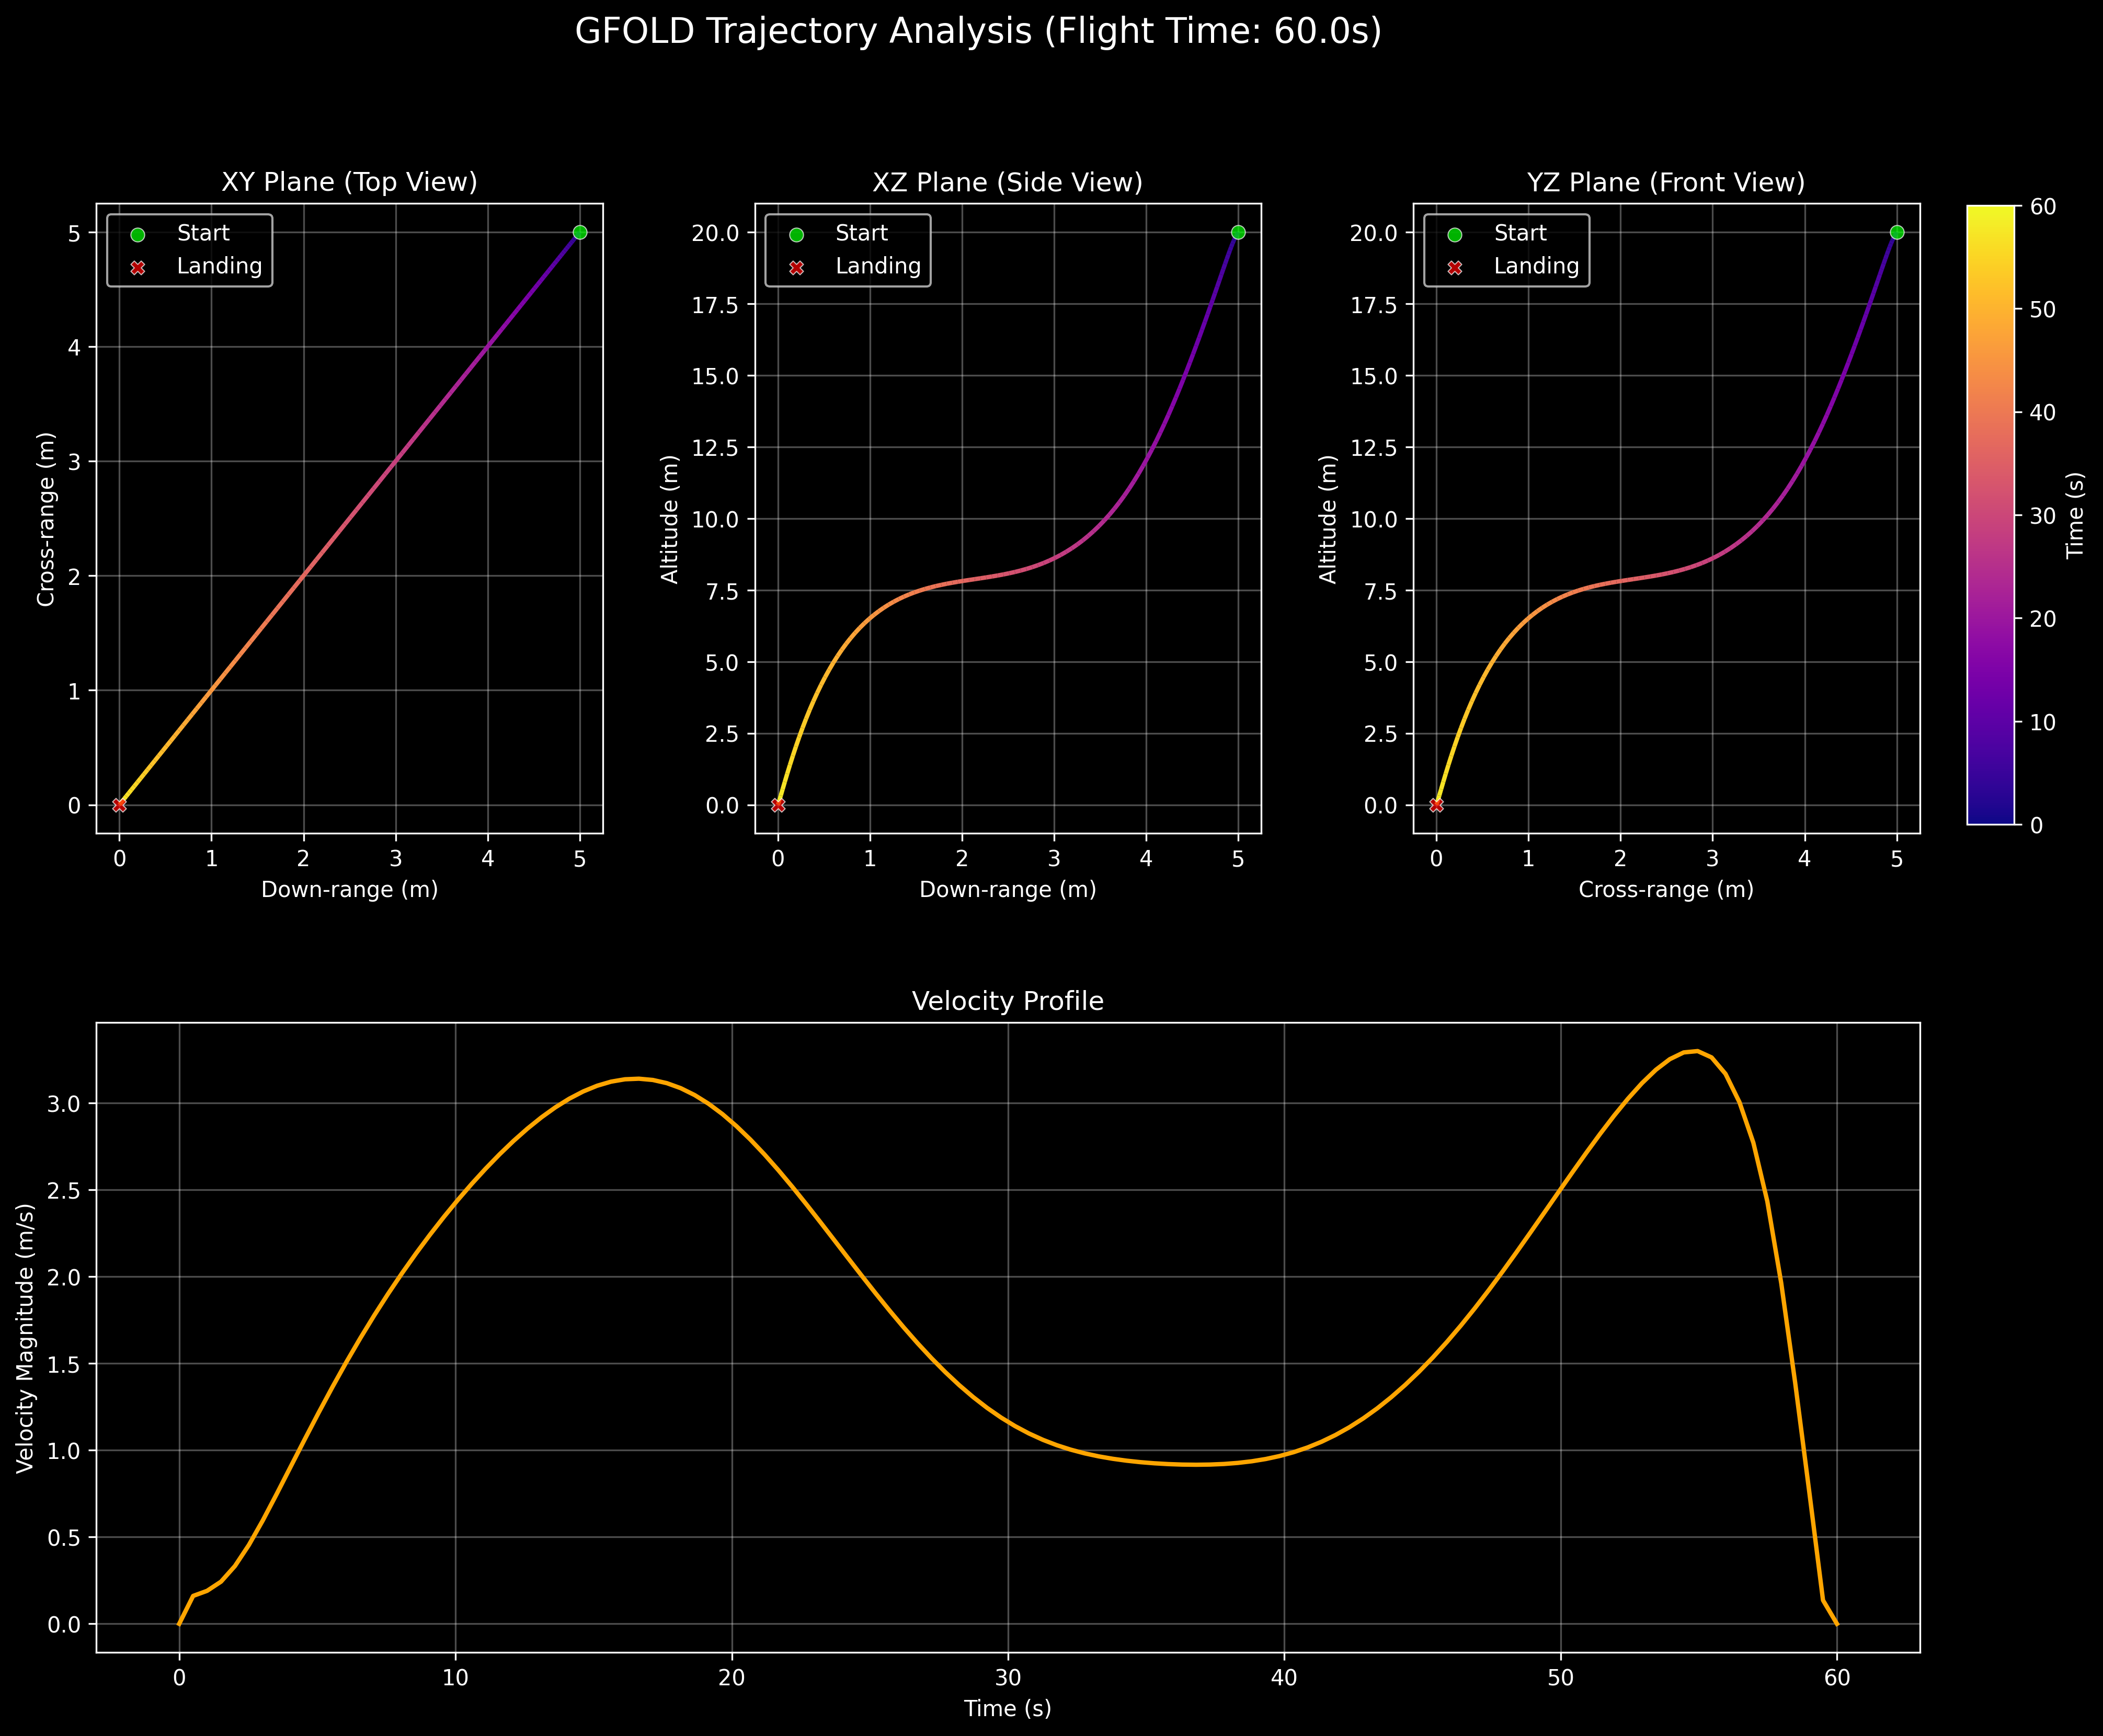 GFOLD Trajectory Analysis (Flight Time: 60.0s)
XY Plane (Top View)
Start
Landing
5
4
3
2
1
0
Cross-range (m)
0 1 2 3 4 5
Down-range (m)
XZ Plane (Side View)
Start
Landing
20.0
17.5
15.0
12.5
10.0
7.5
5.0
2.5
0.0
Altitude (m)
0 1 2 3 4 5
Down-range (m)
YZ Plane (Front View)
Start
Landing
20.0
17.5
15.0
12.5
10.0
7.5
5.0
2.5
0.0
Altitude (m)
0 1 2 3 4 5
Cross-range (m)
60
50
40
30
20
10
0
Time (s)
Velocity Profile
3.0
2.5
2.0
1.5
1.0
0.5
0.0
Velocity Magnitude (m/s)
0 10 20 30 40 50 60
Time (s)